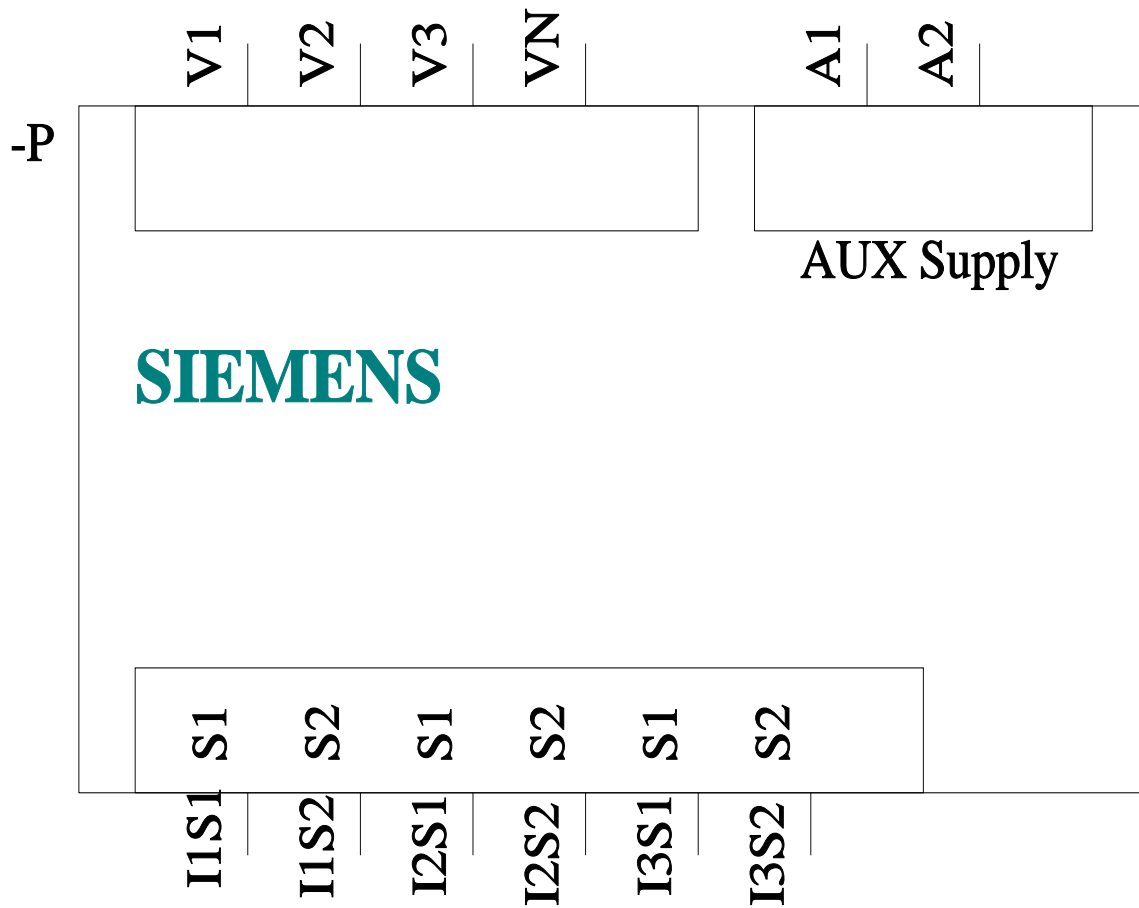 V1 V2 V3 VN A1 A2
-P
AUX Supply
SIEMENS
S1 S2 S1 S2 S1 S2
I1S1 I1S2 I2S1 I2S2 I3S1 I3S2